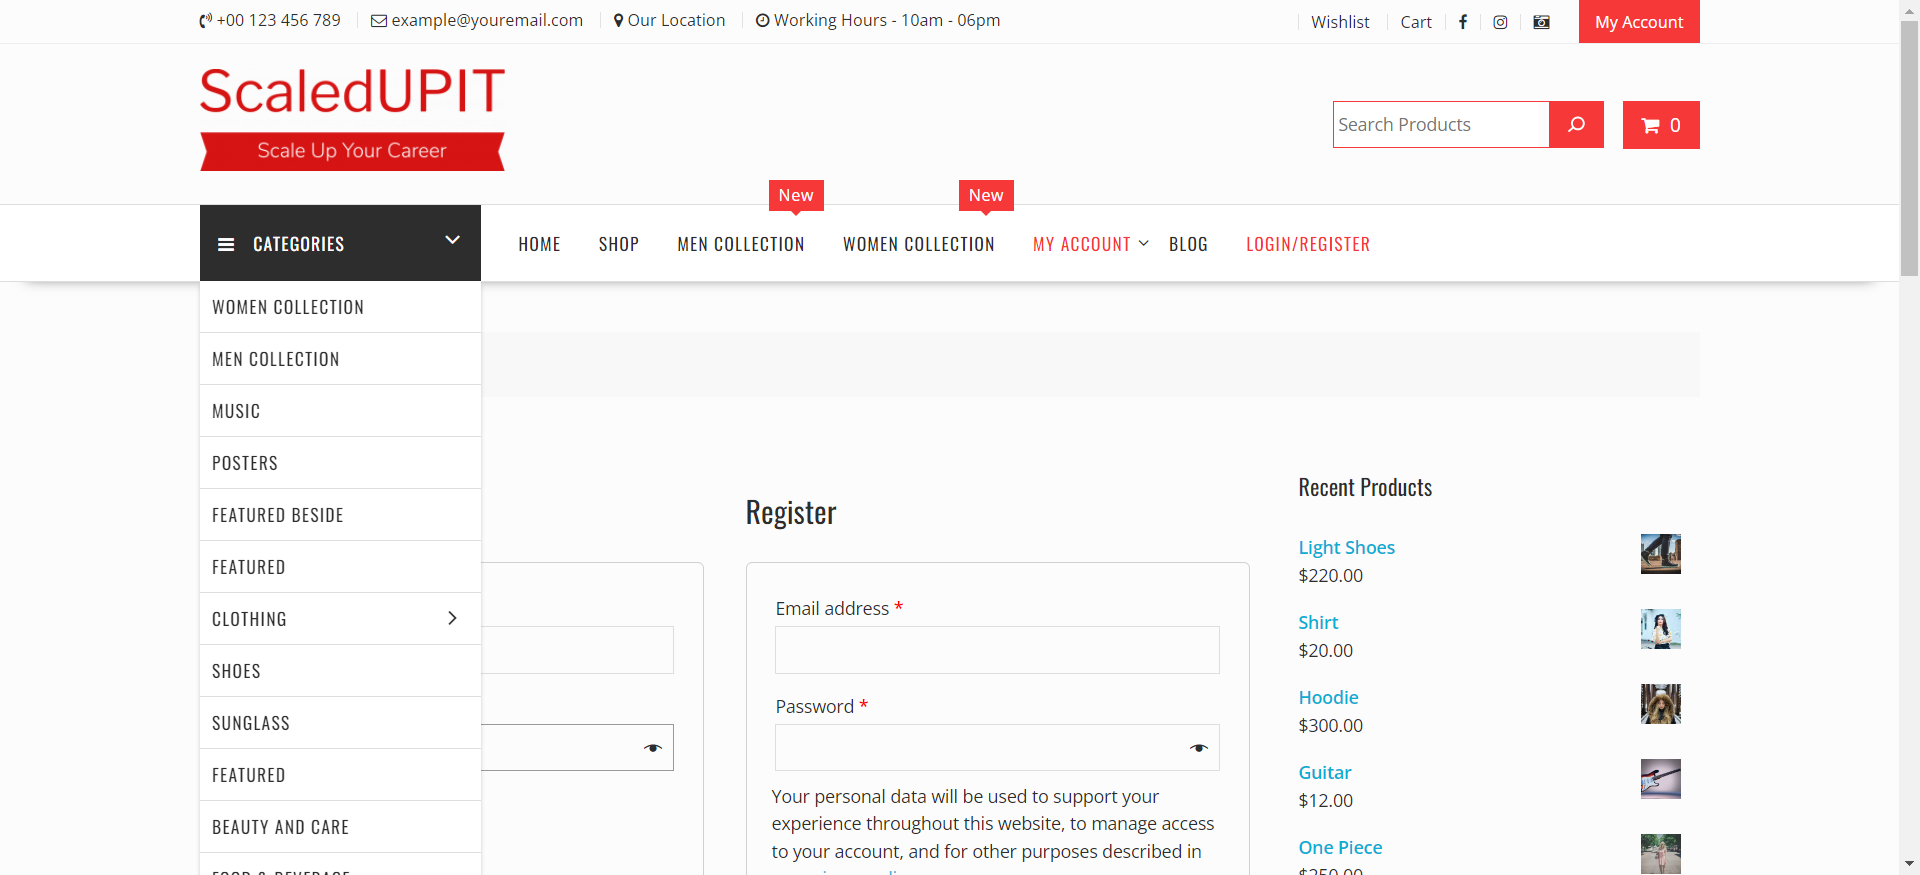 +00 123 456 789
example@youremail.com
Our Location
Working Hours - 10am - 06pm
Wishlist
Cart
My Account
ScaledUPIT
Scale Up Your Career
Search Products
0
New
New
CATEGORIES
HOME
SHOP
MEN COLLECTION
WOMEN COLLECTION
MY ACCOUNT
BLOG
LOGIN/REGISTER
WOMEN COLLECTION
MEN COLLECTION
MUSIC
POSTERS
FEATURED BESIDE
FEATURED
CLOTHING
SHOES
SUNGLASS
FEATURED
BEAUTY AND CARE
FOOD & BEVERAGE
Register
Email address *
Password *
Your personal data will be used to support your
experience throughout this website, to manage access
to your account, and for other purposes described in
Recent Products
Light Shoes
$220.00
Shirt
$20.00
Hoodie
$300.00
Guitar
$12.00
One Piece
$250.00